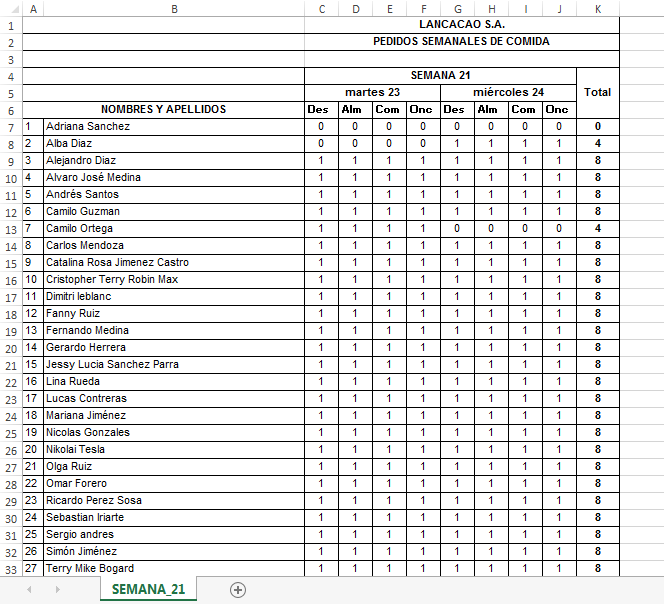 A B C D E F G H I J K
1 LANCACAO S.A.
2 PEDIDOS SEMANALES DE COMIDA
3
4 SEMANA 21
5 martes 23 miércoles 24 Total
6 NOMBRES Y APELLIDOS Des Alm Com Onc Des Alm Com Onc
7 1 Adriana Sanchez 0 0 0 0 0 0 0 0 0
8 2 Alba Diaz 0 0 0 0 1 1 1 1 4
9 3 Alejandro Diaz 1 1 1 1 1 1 1 1 8
10 4 Alvaro José Medina 1 1 1 1 1 1 1 1 8
11 5 Andrés Santos 1 1 1 1 1 1 1 1 8
12 6 Camilo Guzman 1 1 1 1 1 1 1 1 8
13 7 Camilo Ortega 1 1 1 1 0 0 0 0 4
14 8 Carlos Mendoza 1 1 1 1 1 1 1 1 8
15 9 Catalina Rosa Jimenez Castro 1 1 1 1 1 1 1 1 8
16 10 Cristopher Terry Robin Max 1 1 1 1 1 1 1 1 8
17 11 Dimitri leblanc 1 1 1 1 1 1 1 1 8
18 12 Fanny Ruiz 1 1 1 1 1 1 1 1 8
19 13 Fernando Medina 1 1 1 1 1 1 1 1 8
20 14 Gerardo Herrera 1 1 1 1 1 1 1 1 8
21 15 Jessy Lucia Sanchez Parra 1 1 1 1 1 1 1 1 8
22 16 Lina Rueda 1 1 1 1 1 1 1 1 8
23 17 Lucas Contreras 1 1 1 1 1 1 1 1 8
24 18 Mariana Jiménez 1 1 1 1 1 1 1 1 8
25 19 Nicolas Gonzales 1 1 1 1 1 1 1 1 8
26 20 Nikolai Tesla 1 1 1 1 1 1 1 1 8
27 21 Olga Ruiz 1 1 1 1 1 1 1 1 8
28 22 Omar Forero 1 1 1 1 1 1 1 1 8
29 23 Ricardo Perez Sosa 1 1 1 1 1 1 1 1 8
30 24 Sebastian Iriarte 1 1 1 1 1 1 1 1 8
31 25 Sergio andres 1 1 1 1 1 1 1 1 8
32 26 Simón Jiménez 1 1 1 1 1 1 1 1 8
33 27 Terry Mike Bogard 1 1 1 1 1 1 1 1 8
SEMANA_21